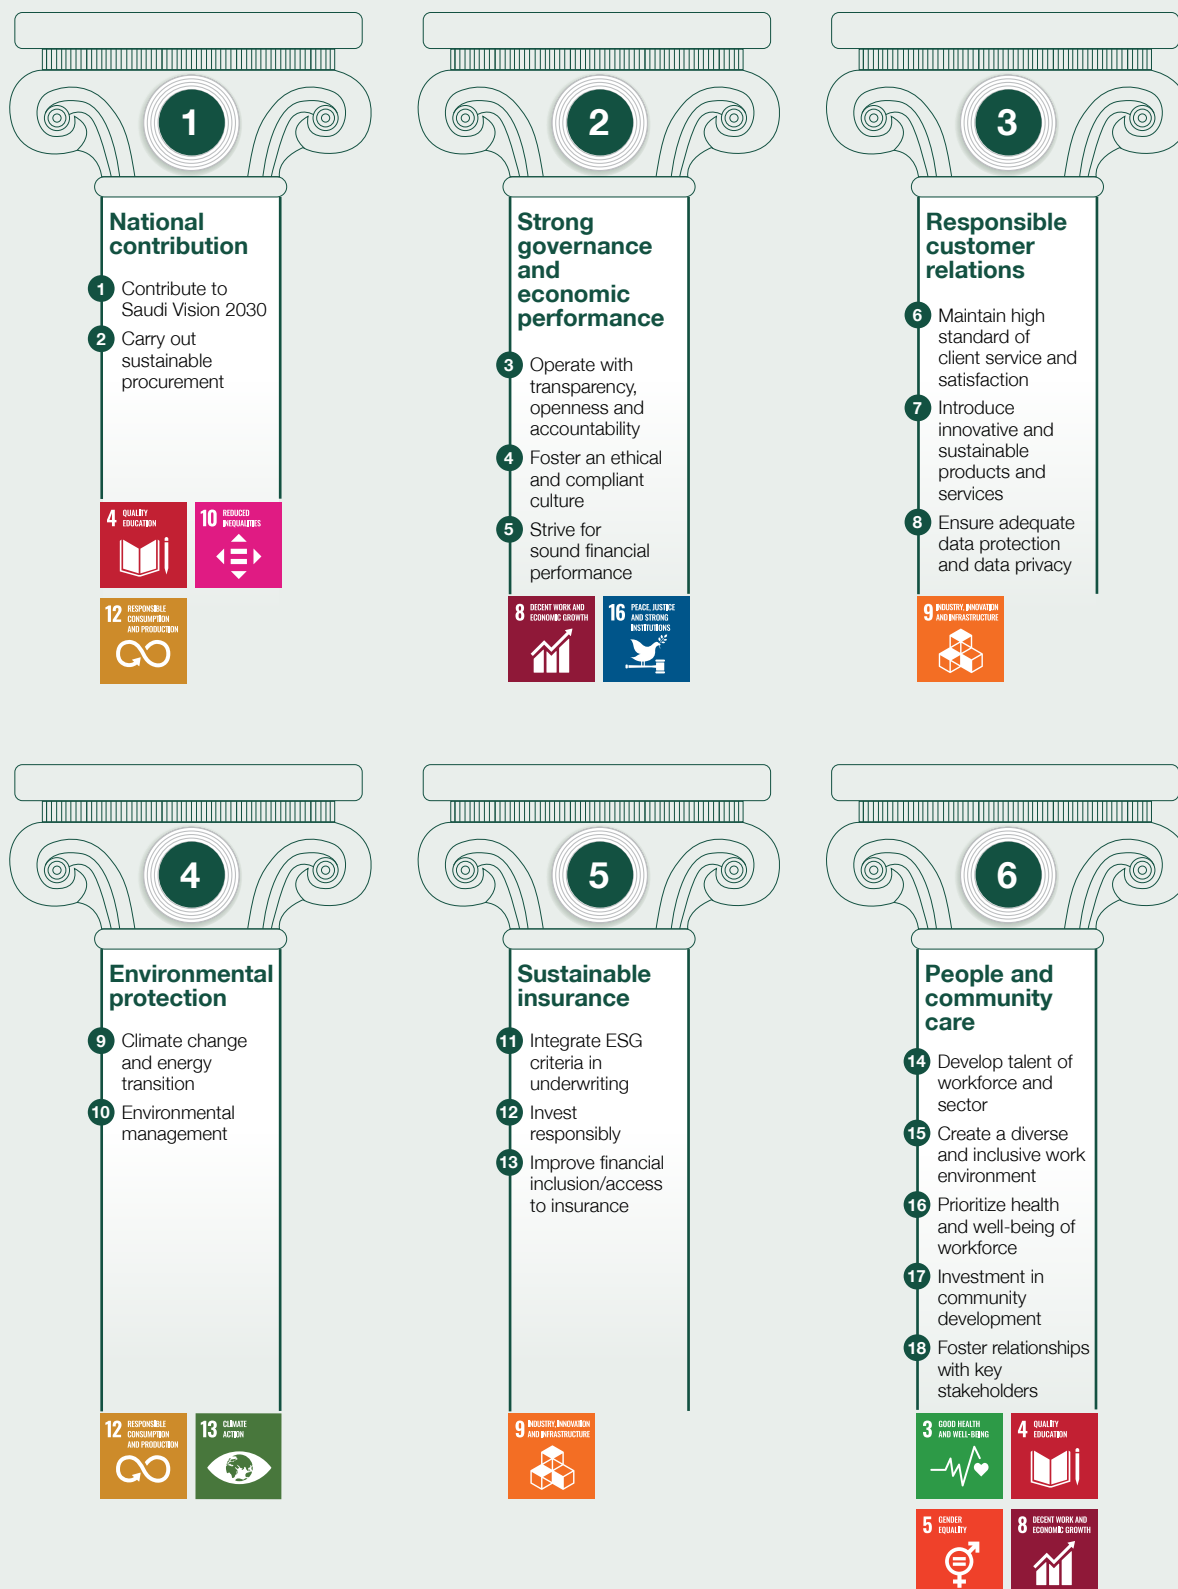 1
National
contribution
1 Contribute to
Saudi Vision 2030
2 Carry out
sustainable
procurement
4 QUALITY
EDUCATION
10 REDUCED
INEQUALITIES
12 RESPONSIBLE
CONSUMPTION
AND PRODUCTION
2
Strong
governance
and
economic
performance
3 Operate with
transparency,
openness and
accountability
4 Foster an ethical
and compliant
culture
5 Strive for
sound financial
performance
8 DECENT WORK AND
ECONOMIC GROWTH
16 PEACE, JUSTICE
AND STRONG
INSTITUTIONS
3
Responsible
customer
relations
6 Maintain high
standard of
client service and
satisfaction
7 Introduce
innovative and
sustainable
products and
services
8 Ensure adequate
data protection
and data privacy
9 INDUSTRY, INNOVATION
AND INFRASTRUCTURE
4
Environmental
protection
9 Climate change
and energy
transition
10 Environmental
management
12 RESPONSIBLE
CONSUMPTION
AND PRODUCTION
13 CLIMATE
ACTION
5
Sustainable
insurance
11 Integrate ESG
criteria in
underwriting
12 Invest
responsibly
13 Improve financial
inclusion/access
to insurance
9 INDUSTRY, INNOVATION
AND INFRASTRUCTURE
6
People and
community
care
14 Develop talent of
workforce and
sector
15 Create a diverse
and inclusive work
environment
16 Prioritize health
and well-being of
workforce
17 Investment in
community
development
18 Foster relationships
with key
stakeholders
3 GOOD HEALTH
AND WELL-BEING
4 QUALITY
EDUCATION
5 GENDER
EQUALITY
8 DECENT WORK AND
ECONOMIC GROWTH